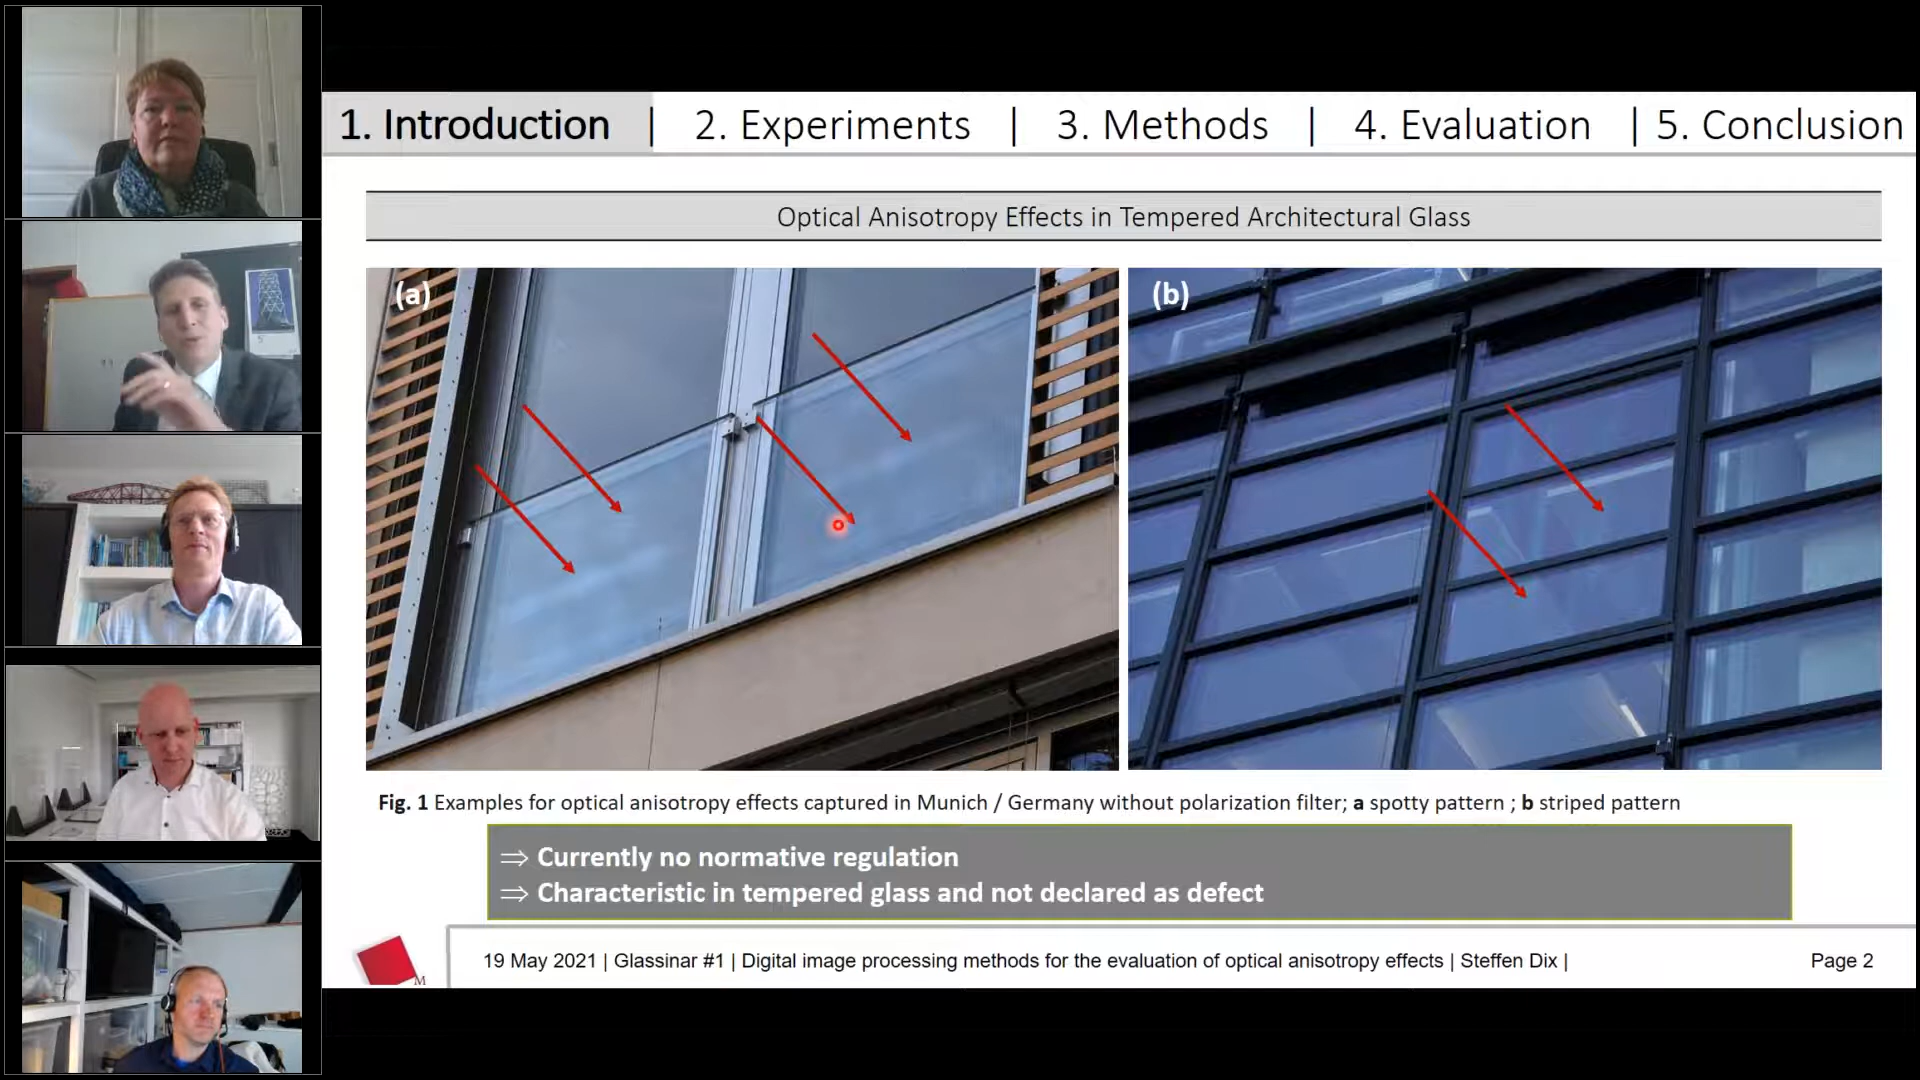 1. Introduction | 2. Experiments | 3. Methods | 4. Evaluation | 5. Conclusion
Optical Anisotropy Effects in Tempered Architectural Glass
(a)
(b)
Fig. 1 Examples for optical anisotropy effects captured in Munich / Germany without polarization filter; a spotty pattern ; b striped pattern
⇒ Currently no normative regulation
⇒ Characteristic in tempered glass and not declared as defect
M
19 May 2021 | Glassinar #1 | Digital image processing methods for the evaluation of optical anisotropy effects | Steffen Dix |
Page 2